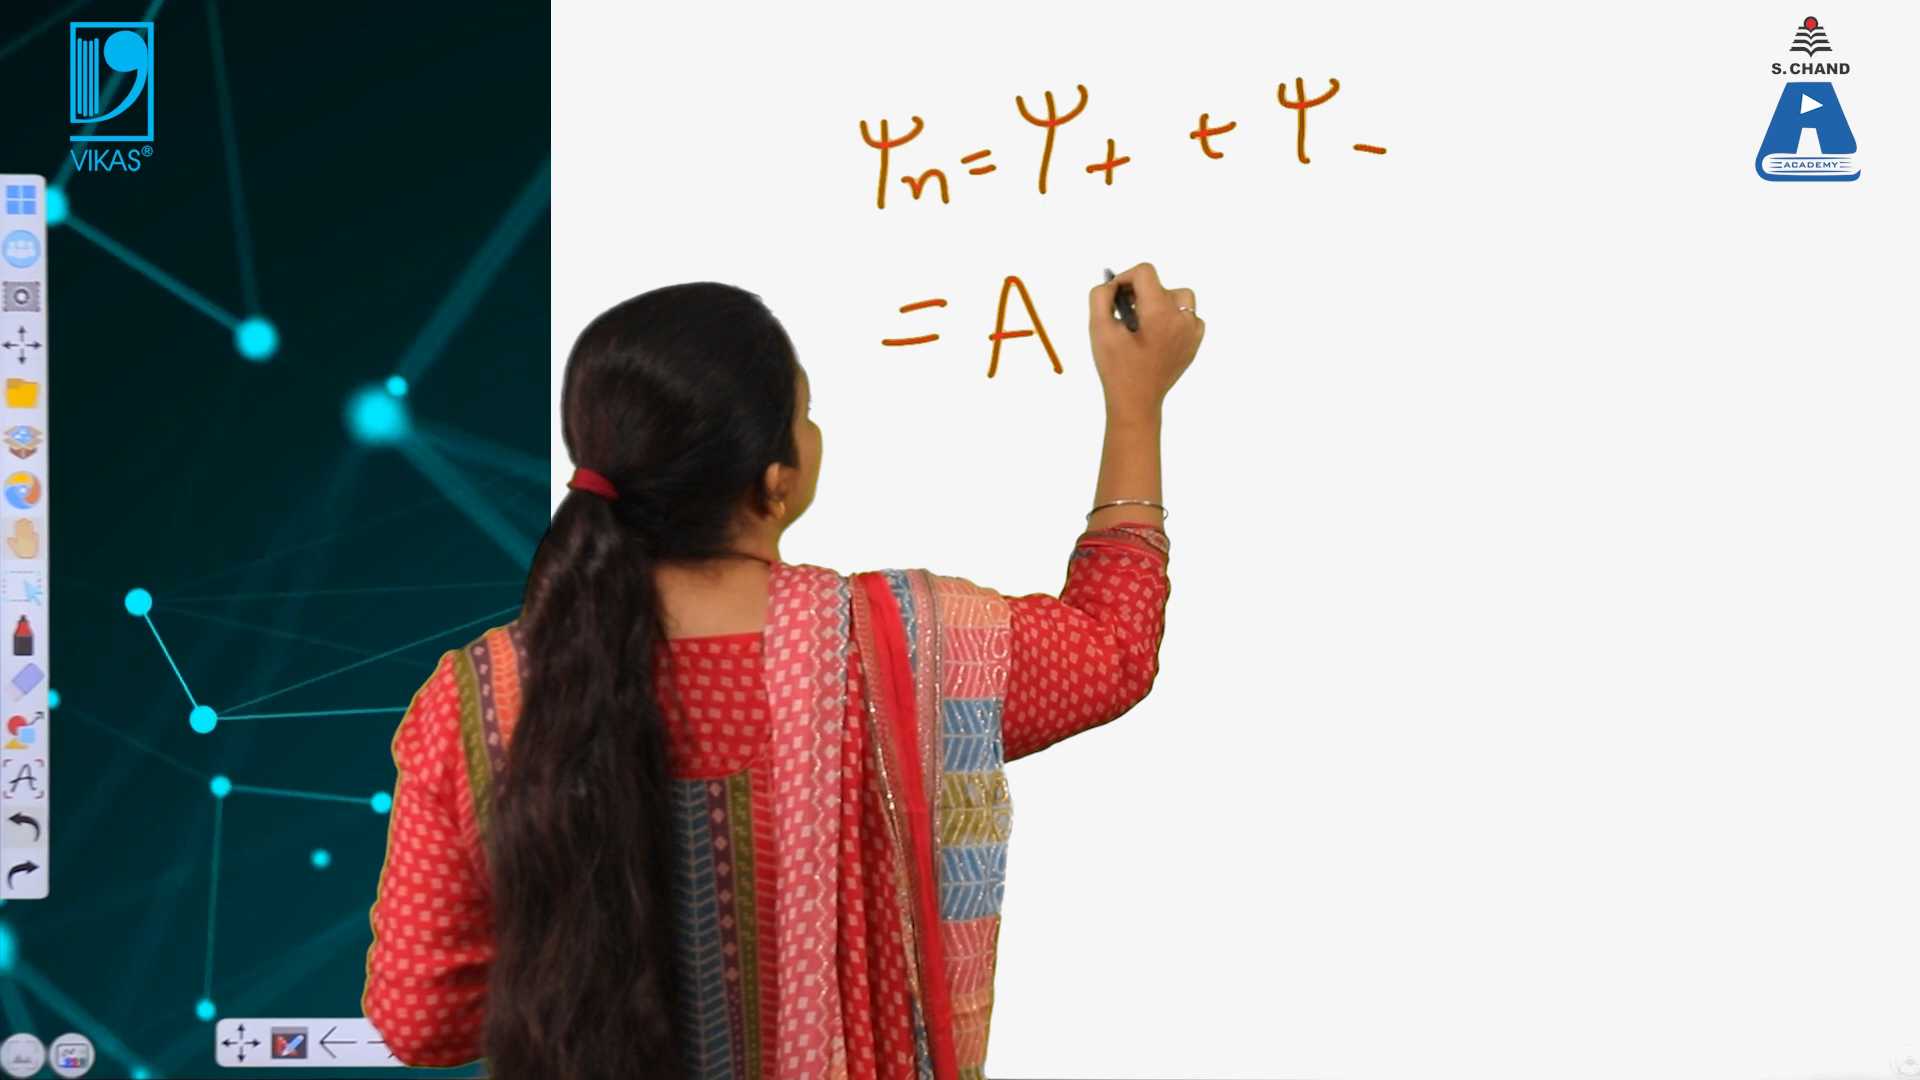 VIKAS®
S. CHAND
ACADEMY
Ψn = Ψ+ + Ψ-
= A